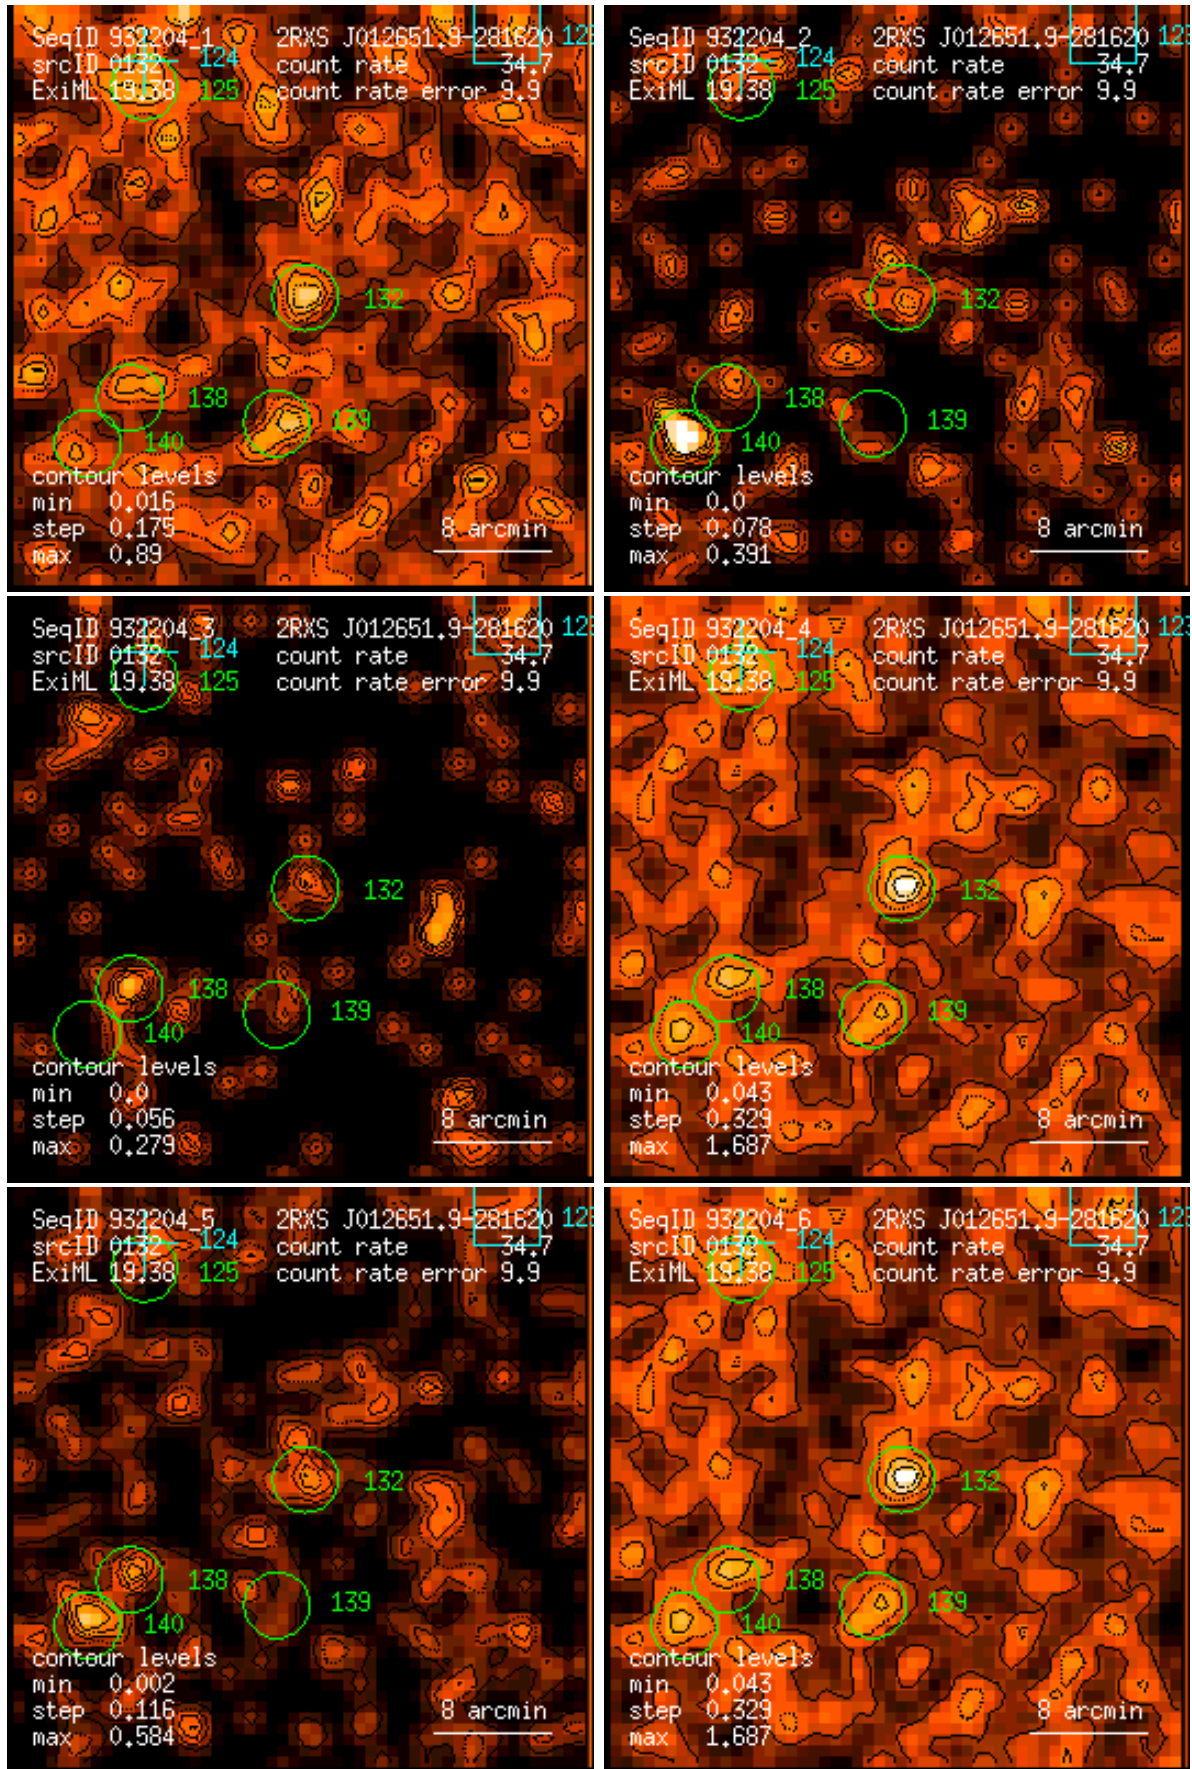 SeqID 932204_1 2RXS J012651.9-281620 123
srcID 0132 124 count rate 34.7
ExiML 19.38 125 count rate error 9.9
132
138 139
140
contour levels
min 0.016
step 0.175 8 arcmin
max 0.89
SeqID 932204_2 2RXS J012651.9-281620 123
srcID 0132 124 count rate 34.7
ExiML 19.38 125 count rate error 9.9
132
138 139
140
contour levels
min 0.0
step 0.078 8 arcmin
max 0.391
SeqID 932204_3 2RXS J012651.9-281620 123
srcID 0132 124 count rate 34.7
ExiML 19.38 125 count rate error 9.9
132
138 139
140
contour levels
min 0.0
step 0.056 8 arcmin
max 0.279
SeqID 932204_4 2RXS J012651.9-281620 123
srcID 0132 124 count rate 34.7
ExiML 19.38 125 count rate error 9.9
132
138 139
140
contour levels
min 0.043
step 0.329 8 arcmin
max 1.687
SeqID 932204_5 2RXS J012651.9-281620 123
srcID 0132 124 count rate 34.7
ExiML 19.38 125 count rate error 9.9
132
138 139
140
contour levels
min 0.002
step 0.116 8 arcmin
max 0.584
SeqID 932204_6 2RXS J012651.9-281620 123
srcID 0132 124 count rate 34.7
ExiML 19.38 125 count rate error 9.9
132
138 139
140
contour levels
min 0.043
step 0.329 8 arcmin
max 1.687